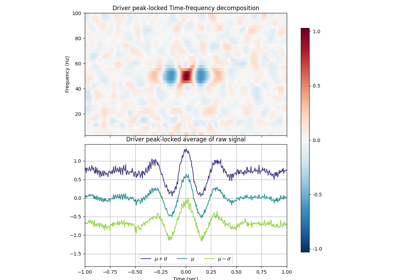 Driver peak-locked Time-frequency decomposition
100
80
60
40
20
Frequency (Hz)
1.0
0.5
0.0
-0.5
-1.0
Driver peak-locked average of raw signal
1.0
0.5
0.0
−0.5
−1.0
−1.5
μ + σ μ μ − σ
−1.00 −0.75 −0.50 −0.25 0.00 0.25 0.50 0.75 1.00
Time (sec)